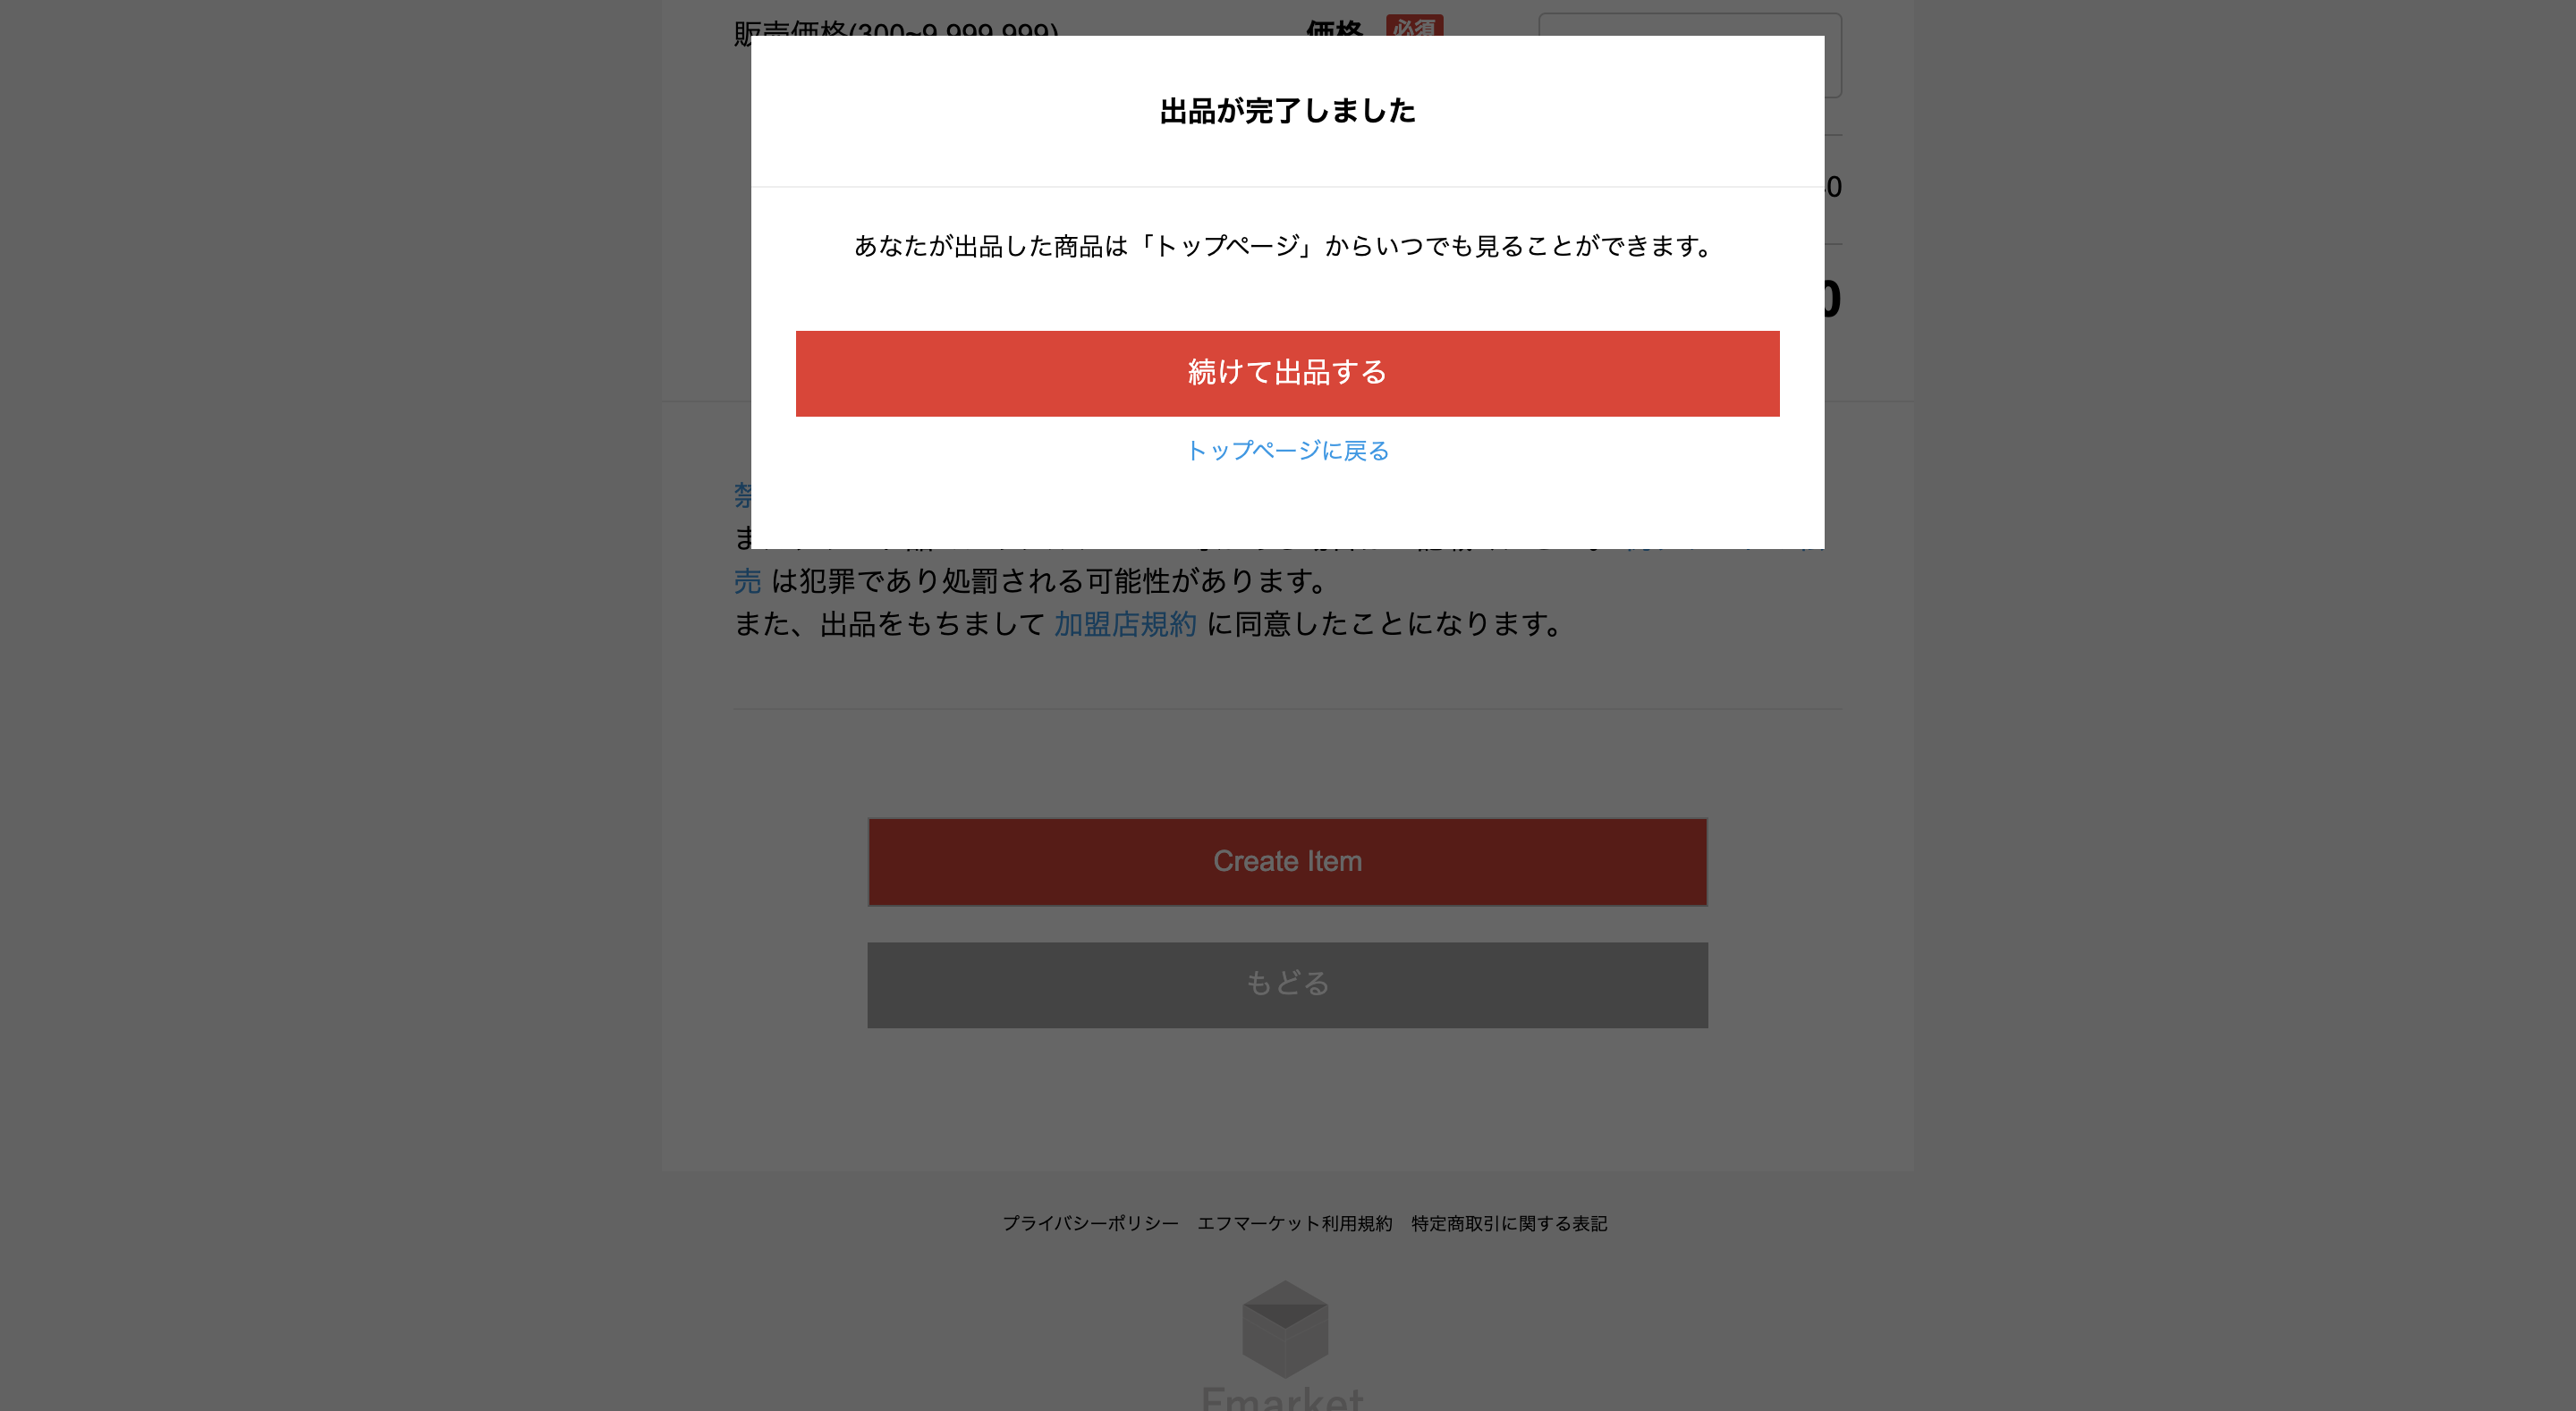 販売価格(300~9,999,999)
価格 必須
出品が完了しました
あなたが出品した商品は「トップページ」からいつでも見ることができます。
続けて出品する
トップページに戻る
禁
売 は犯罪であり処罰される可能性があります。
また、出品をもちまして 加盟店規約 に同意したことになります。
Create Item
もどる
プライバシーポリシー エフマーケット利用規約 特定商取引に関する表記
Fmarket